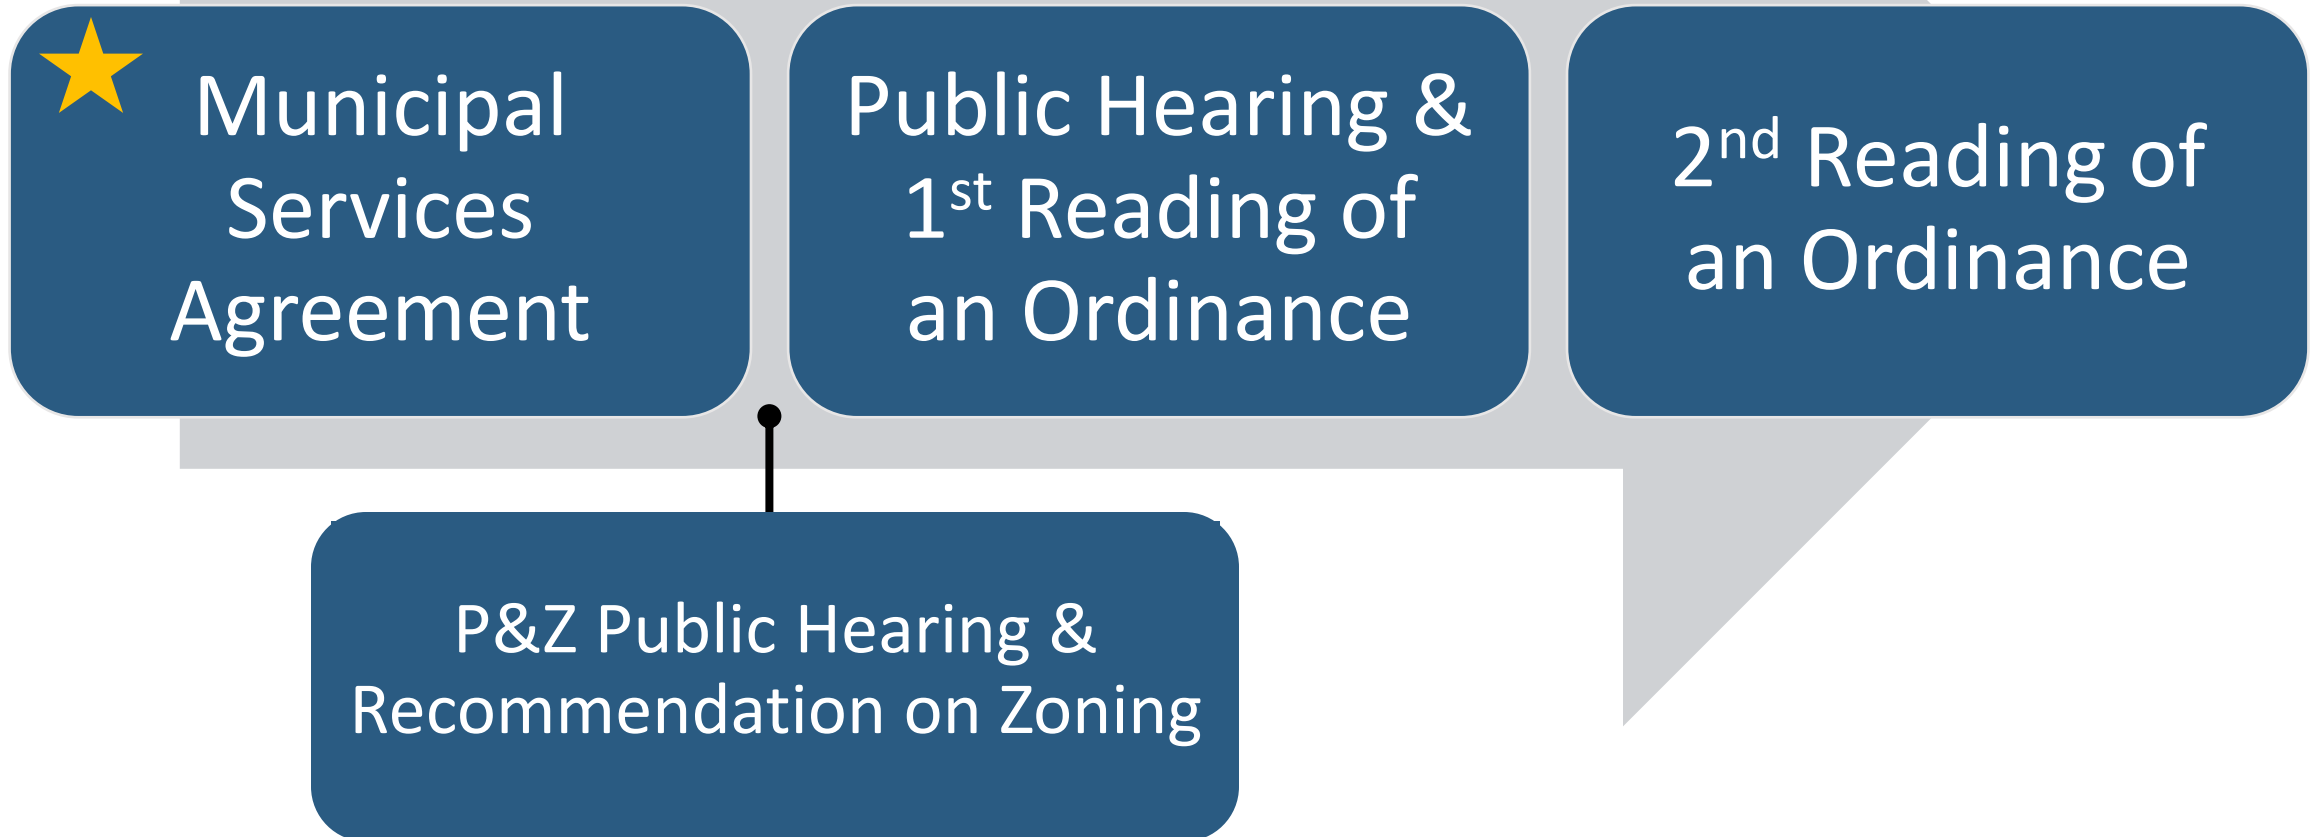 Municipal
Services
Agreement
Public Hearing &
1st Reading of
an Ordinance
2nd Reading of
an Ordinance
P&Z Public Hearing &
Recommendation on Zoning